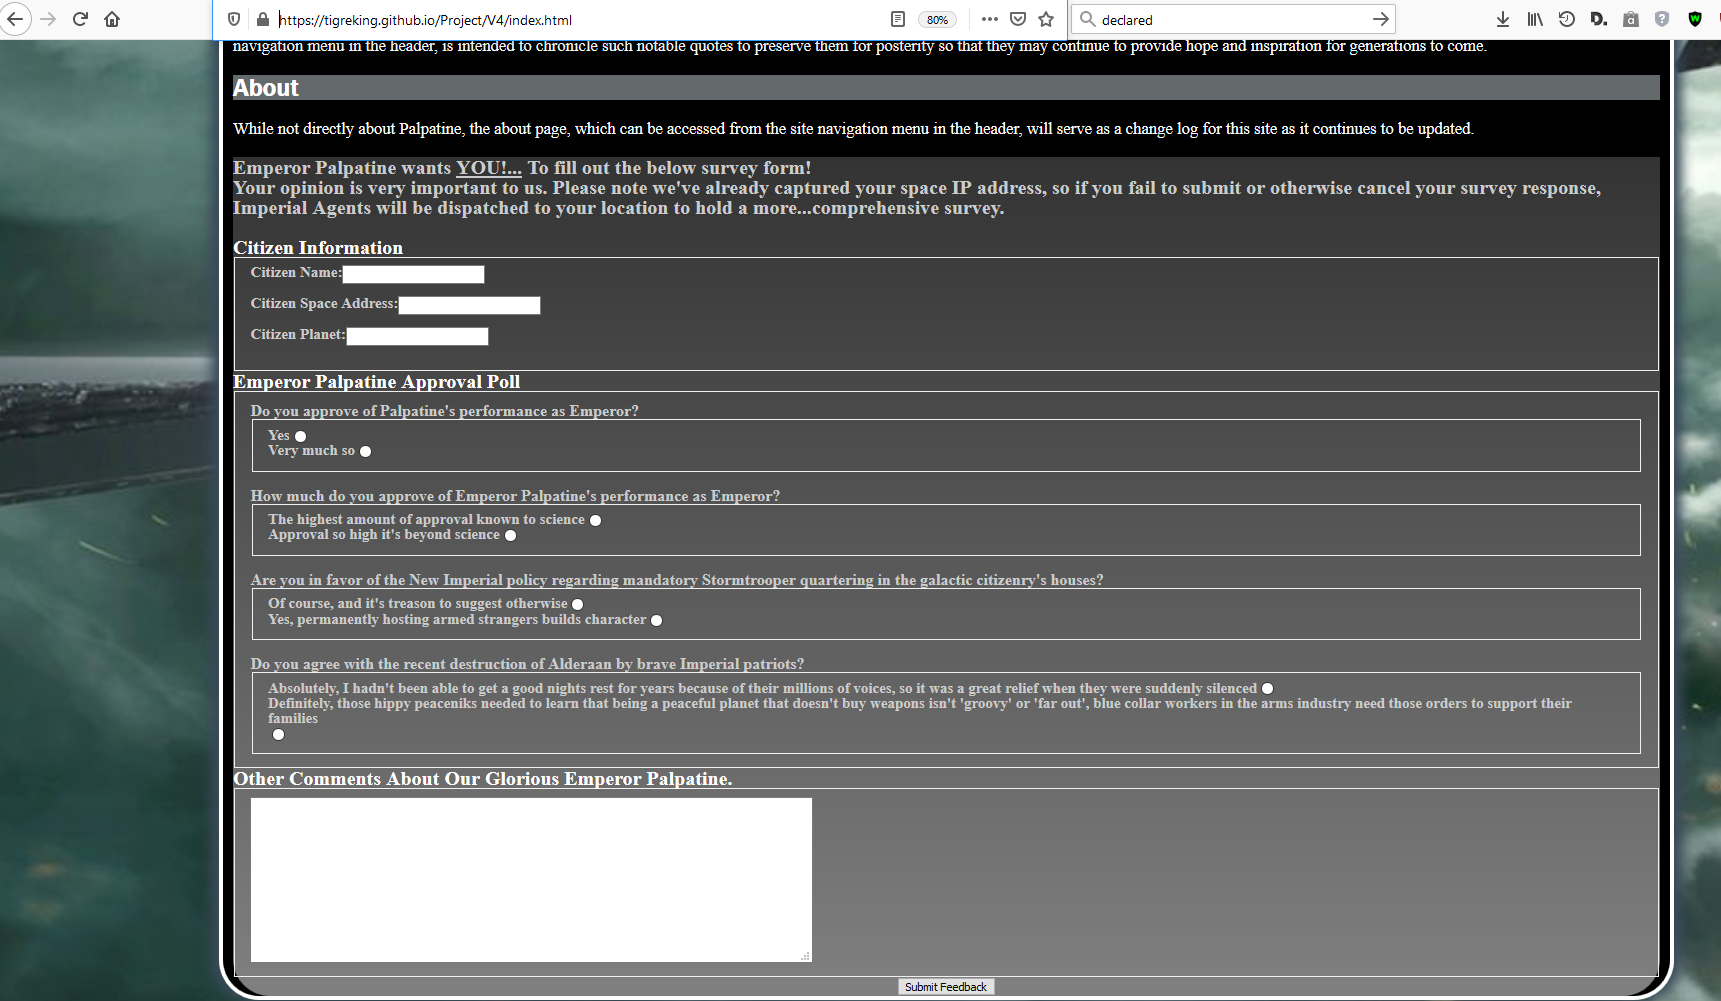 https://tigreking.github.io/Project/V4/index.html
80%
declared
navigation menu in the header, is intended to chronicle such notable quotes to preserve them for posterity so that they may continue to provide hope and inspiration for generations to come.
About
While not directly about Palpatine, the about page, which can be accessed from the site navigation menu in the header, will serve as a change log for this site as it continues to be updated.
Emperor Palpatine wants YOU!... To fill out the below survey form!
Your opinion is very important to us. Please note we've already captured your space IP address, so if you fail to submit or otherwise cancel your survey response,
Imperial Agents will be dispatched to your location to hold a more...comprehensive survey.
Citizen Information
Citizen Name:
Citizen Space Address:
Citizen Planet:
Emperor Palpatine Approval Poll
Do you approve of Palpatine's performance as Emperor?
Yes
Very much so
How much do you approve of Emperor Palpatine's performance as Emperor?
The highest amount of approval known to science
Approval so high it's beyond science
Are you in favor of the New Imperial policy regarding mandatory Stormtrooper quartering in the galactic citizenry's houses?
Of course, and it's treason to suggest otherwise
Yes, permanently hosting armed strangers builds character
Do you agree with the recent destruction of Alderaan by brave Imperial patriots?
Absolutely, I hadn't been able to get a good nights rest for years because of their millions of voices, so it was a great relief when they were suddenly silenced
Definitely, those hippy peaceniks needed to learn that being a peaceful planet that doesn't buy weapons isn't 'groovy' or 'far out', blue collar workers in the arms industry need those orders to support their
families
Other Comments About Our Glorious Emperor Palpatine.
Submit Feedback